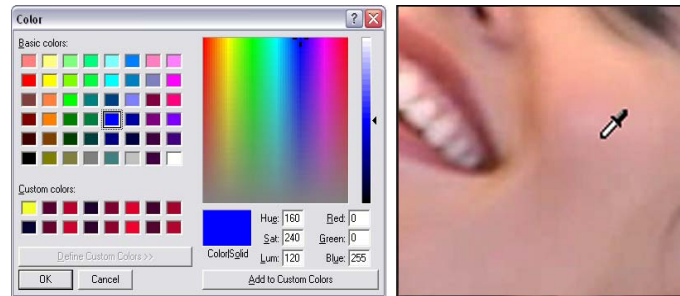 Color
Basic colors:
Custom colors:
Define Custom Colors >>
OK
Cancel
Color|Solid
Hue: 160
Sat: 240
Lum: 120
Red: 0
Green: 0
Blue: 255
Add to Custom Colors